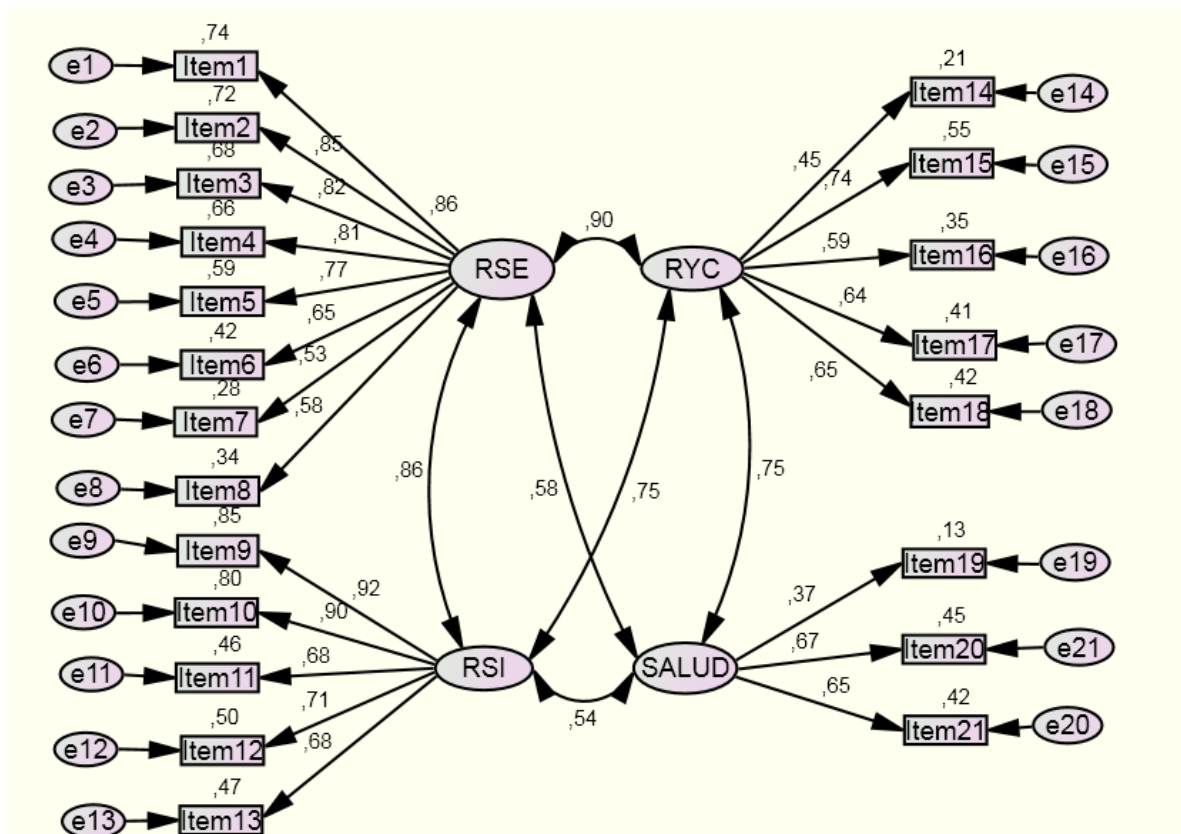 ,74
e1 Item1
,72
e2 Item2
,68
e3 Item3
,66
e4 Item4
,59
e5 Item5
,42
e6 Item6
,28
e7 Item7
,34
e8 Item8
,85
e9 Item9
,80
e10 Item10
,46
e11 Item11
,50
e12 Item12
,47
e13 Item13
,86
,85
,82
,81
,77
,65
,53
,58
,92
,90
,68
,71
,68
RSE
,90
RYC
,86
,58
,75
,75
RSI
,54
SALUD
,45
,74
,59
,64
,65
,37
,67
,65
,21
Item14 e14
,55
Item15 e15
,35
Item16 e16
,41
Item17 e17
,42
Item18 e18
,13
Item19 e19
,45
Item20 e21
,42
Item21 e20